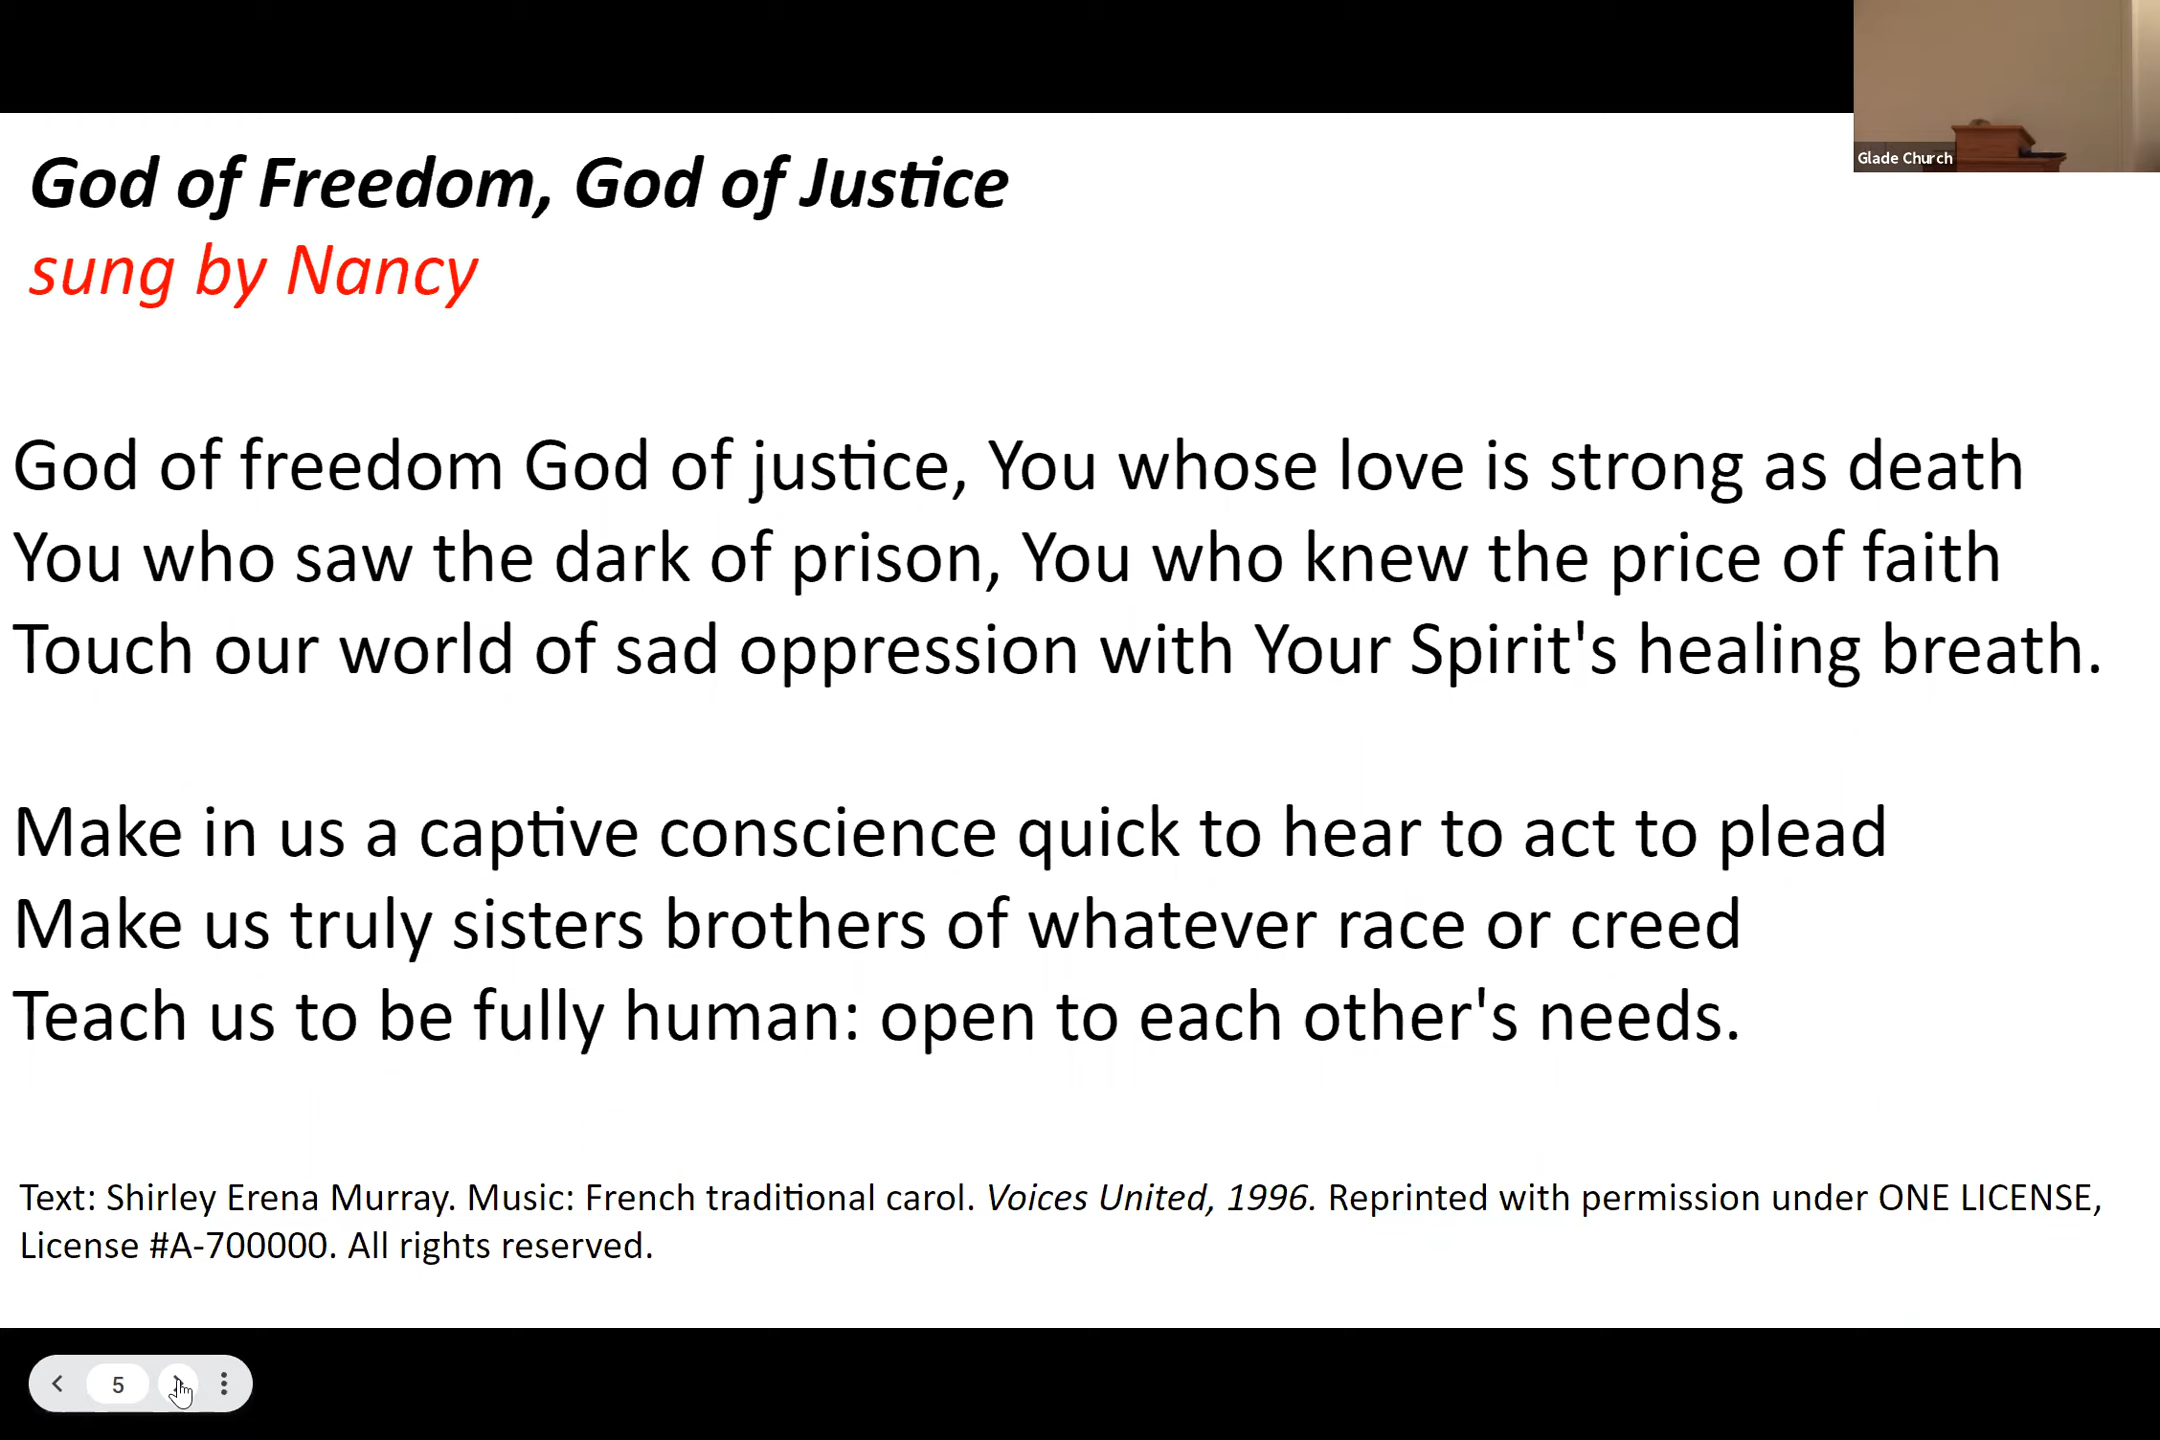 Glade Church
God of Freedom, God of Justice
sung by Nancy
God of freedom God of justice, You whose love is strong as death
You who saw the dark of prison, You who knew the price of faith
Touch our world of sad oppression with Your Spirit's healing breath.
Make in us a captive conscience quick to hear to act to plead
Make us truly sisters brothers of whatever race or creed
Teach us to be fully human: open to each other's needs.
Text: Shirley Erena Murray. Music: French traditional carol. Voices United, 1996. Reprinted with permission under ONE LICENSE,
License #A-700000. All rights reserved.
5